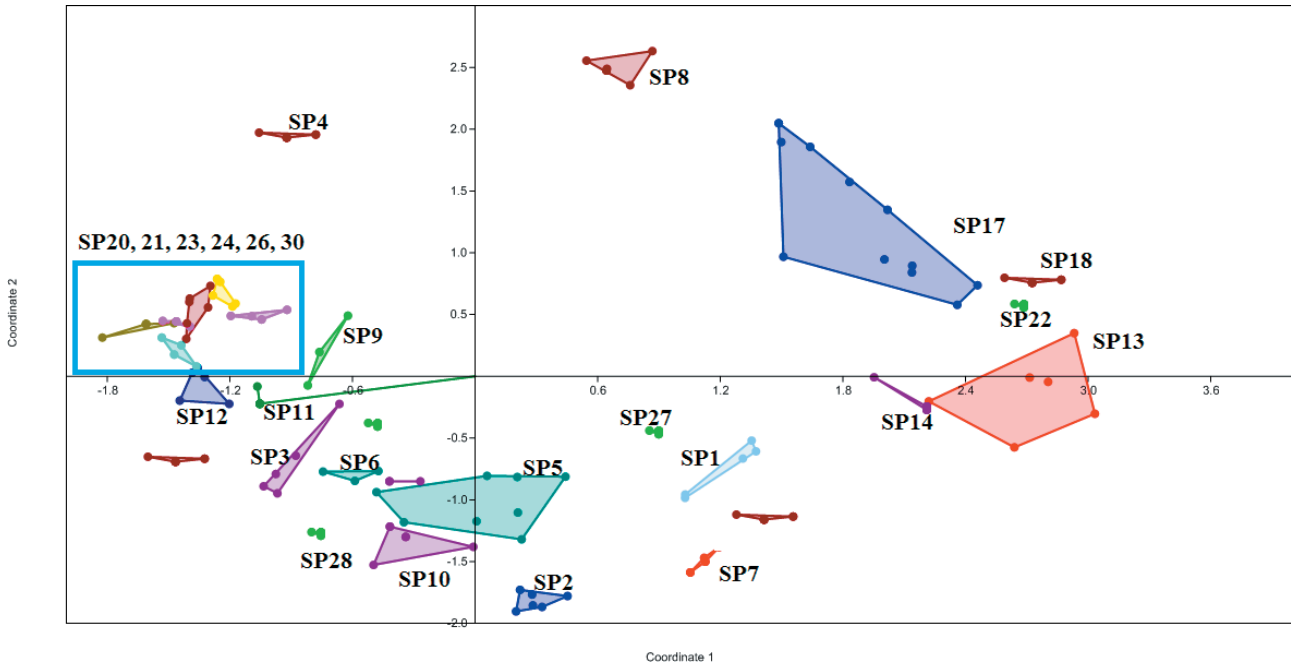 2.5
SP8
SP4
2.0
1.5
SP17
SP20, 21, 23, 24, 26, 30
1.0
SP18
Coordinate 2
0.5
SP22
SP9
SP13
-1.8
-1.2
-0.6
0.6
1.2
1.8
2.4
3.0
3.6
SP12
SP11
SP27
SP14
-0.5
SP3
SP6
SP5
SP1
-1.0
SP28
SP10
-1.5
SP7
SP2
-2.0
Coordinate 1